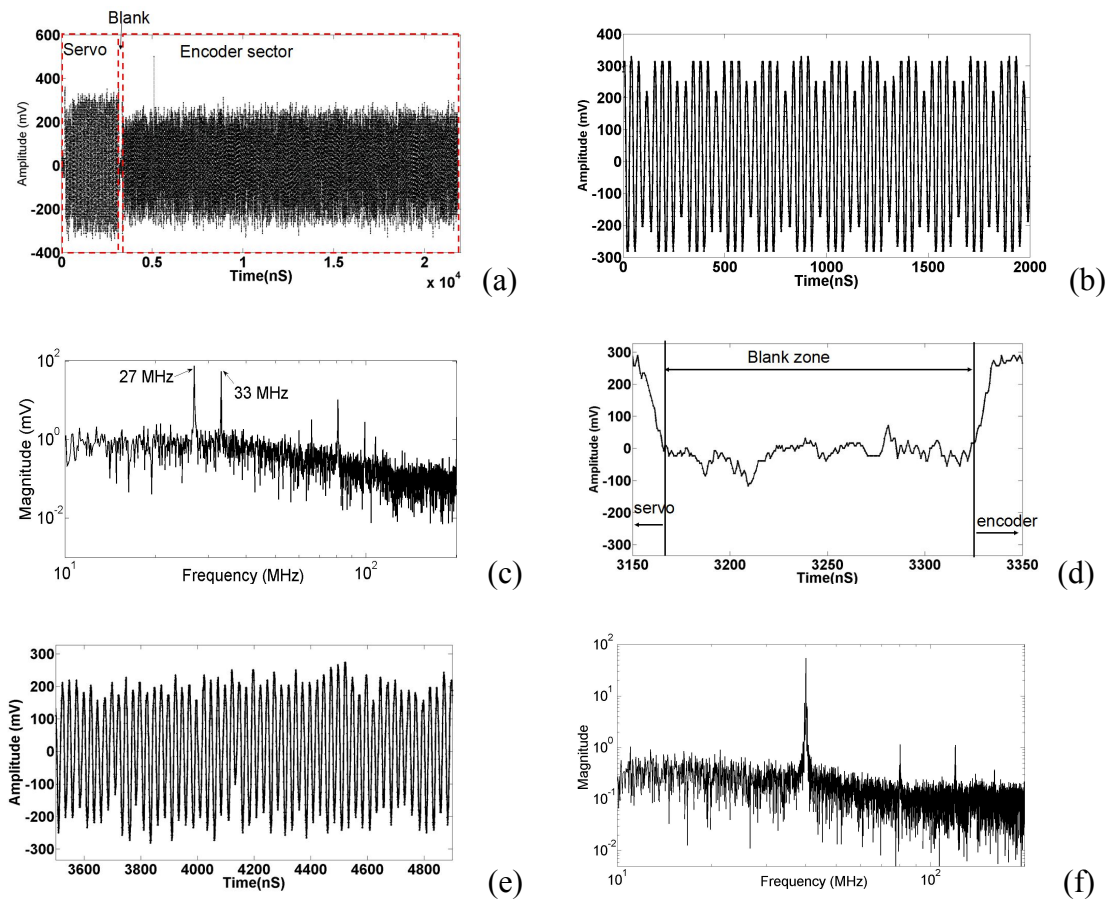 Blank
Servo
Encoder sector
600
400
200
0
-200
-400
Amplitude (mV)
0
0.5
1
1.5
2
Time(nS)
x 10^4
(a)
400
300
200
100
0
-100
-200
-300
Amplitude (mV)
0
500
1000
1500
2000
Time(nS)
(b)
10^2
10^0
10^-2
Magnitude (mV)
27 MHz
33 MHz
10^1
Frequency (MHz)
10^2
(c)
300
200
100
0
-100
-200
-300
Amplitude (mV)
Blank zone
servo
encoder
3150
3200
3250
3300
3350
Time(nS)
(d)
300
200
100
0
-100
-200
-300
Amplitude (mV)
3600
3800
4000
4200
4400
4600
4800
Time(nS)
(e)
10^2
10^1
10^0
10^-1
10^-2
Magnitude
10^1
Frequency (MHz)
10^2
(f)